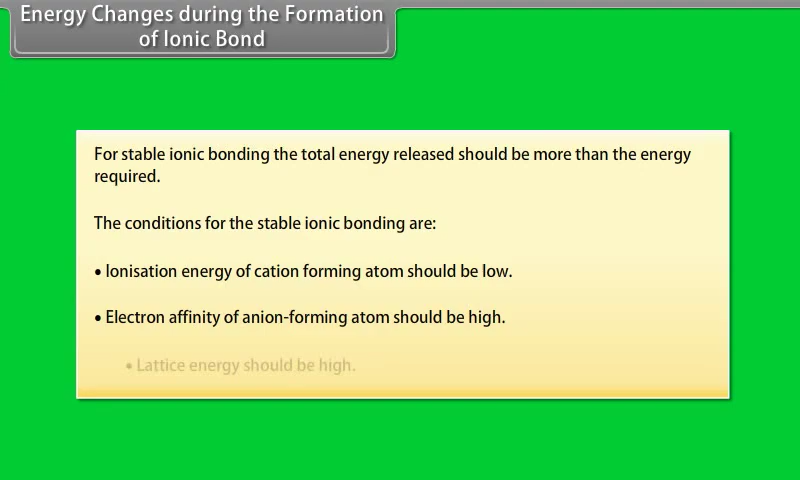 Energy Changes during the Formation
of Ionic Bond
For stable ionic bonding the total energy released should be more than the energy
required.
The conditions for the stable ionic bonding are:
• Ionisation energy of cation forming atom should be low.
• Electron affinity of anion-forming atom should be high.
• Lattice energy should be high.